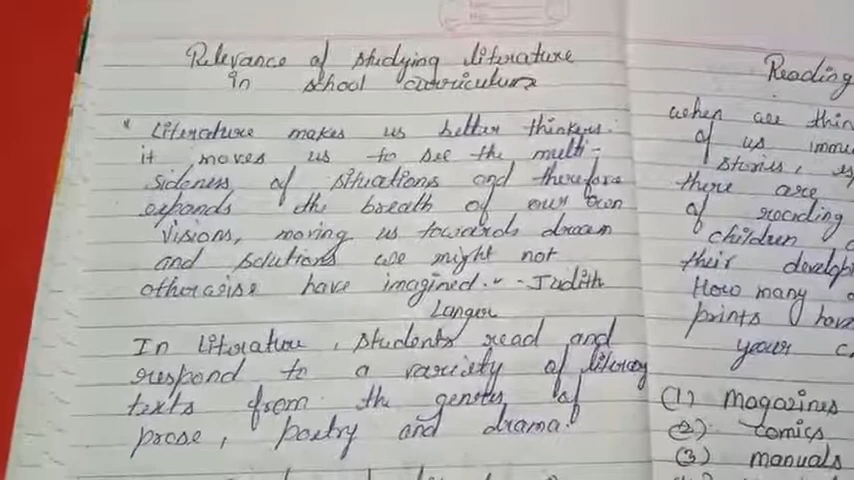 Relevance of studying literature
in school curriculum
" Literature makes us better thinkers.
it moves us to see the multi-
sideness of situations and therefore
expands the breath of our own
visions, moving us towards dream
and solutions we might not
otherwise have imagined." - Judith
Langer
In Literature, students read and
respond to a variety of literary
texts from the genres of
prose, poetry and drama.
Reading
when are thin
of us imme
stories, es
there are
of reading
children
their develop
How many
prints have
your c
(1) magazines
(2) comics
(3) manuals